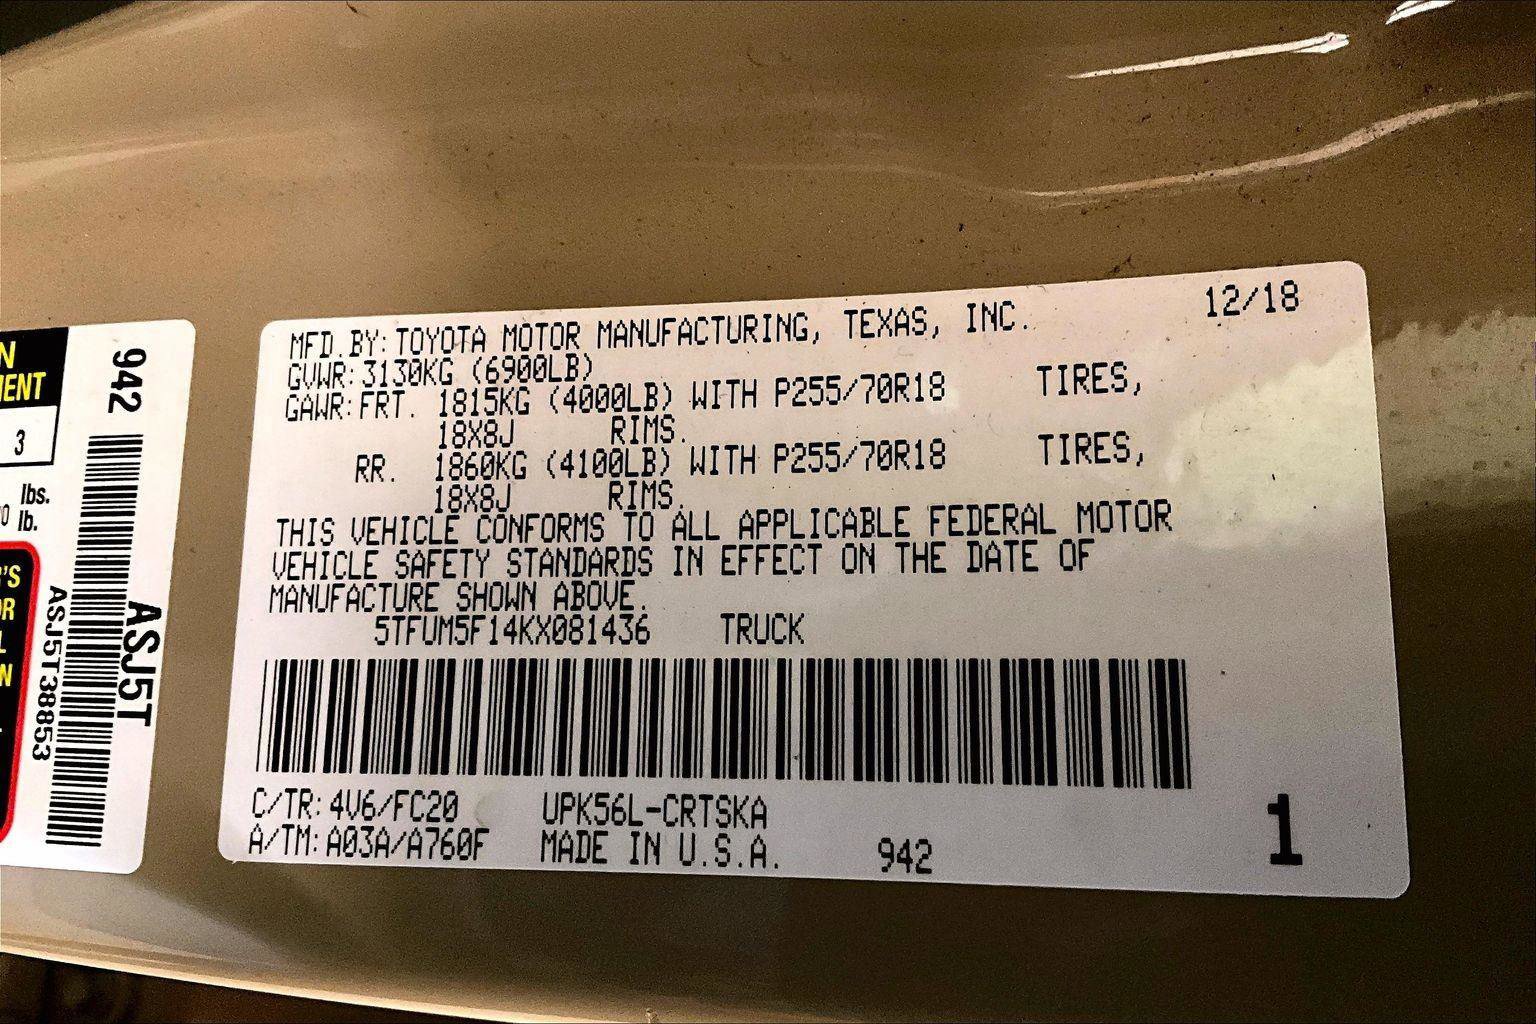 N
ENT
3
lbs.
lb.
'S
942
ASJ5T
ASJ5T38853
MFD. BY: TOYOTA MOTOR MANUFACTURING, TEXAS, INC. 12/18
GVWR: 3130KG (6900LB)
GAWR: FRT. 1815KG (4000LB) WITH P255/70R18 TIRES,
18X8J RIMS.
RR. 1860KG (4100LB) WITH P255/70R18 TIRES,
18X8J RIMS.
THIS VEHICLE CONFORMS TO ALL APPLICABLE FEDERAL MOTOR
VEHICLE SAFETY STANDARDS IN EFFECT ON THE DATE OF
MANUFACTURE SHOWN ABOVE.
5TFUM5F14KX081436 TRUCK
C/TR: 4V6/FC20 UPK56L-CRTSKA
A/TM: A03A/A760F MADE IN U.S.A. 942 1